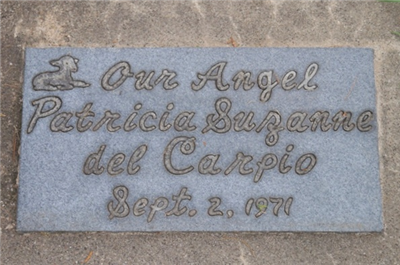 Our Angel
Patricia Suzanne
del Carpio
Sept. 2, 1971